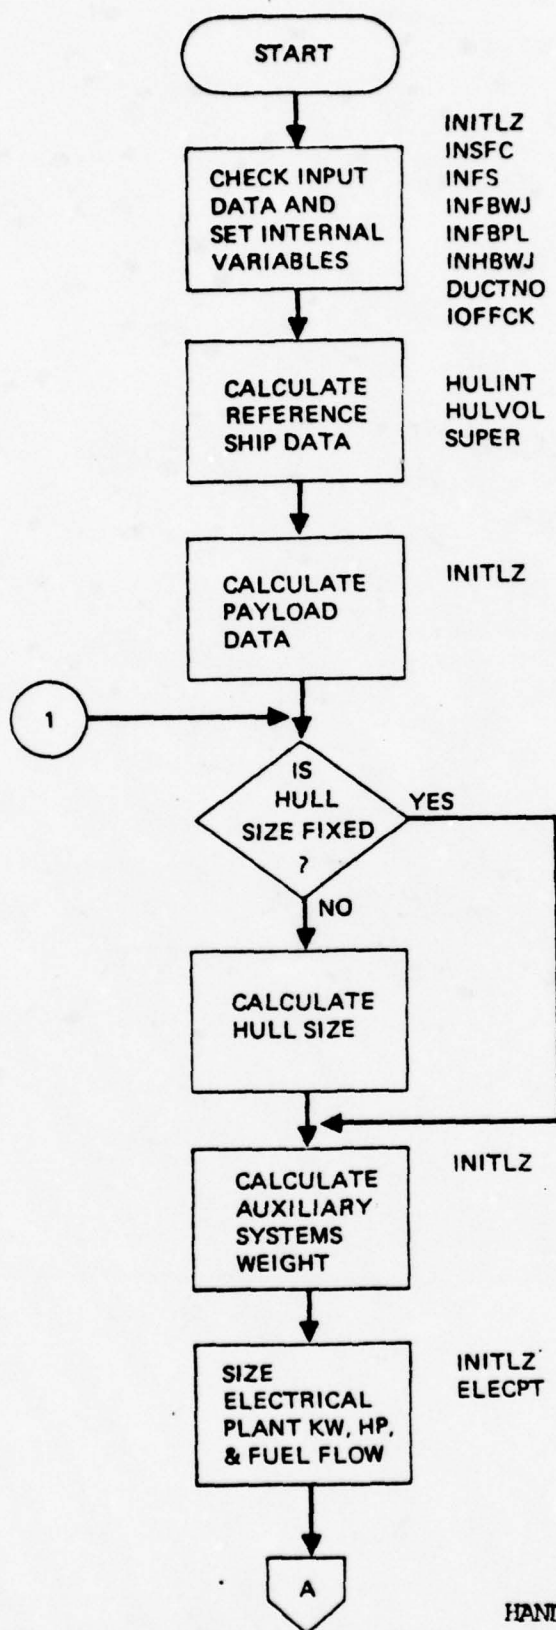 START
CHECK INPUT
DATA AND
SET INTERNAL
VARIABLES
INITLZ
INSFC
INFS
INFBWJ
INFBPL
INHBWJ
DUCTNO
IOFFCK
CALCULATE
REFERENCE
SHIP DATA
HULINT
HULVOL
SUPER
CALCULATE
PAYLOAD
DATA
INITLZ
1
IS
HULL
SIZE FIXED
?
YES
NO
CALCULATE
HULL SIZE
CALCULATE
AUXILIARY
SYSTEMS
WEIGHT
INITLZ
SIZE
ELECTRICAL
PLANT KW, HP,
& FUEL FLOW
INITLZ
ELECPT
A